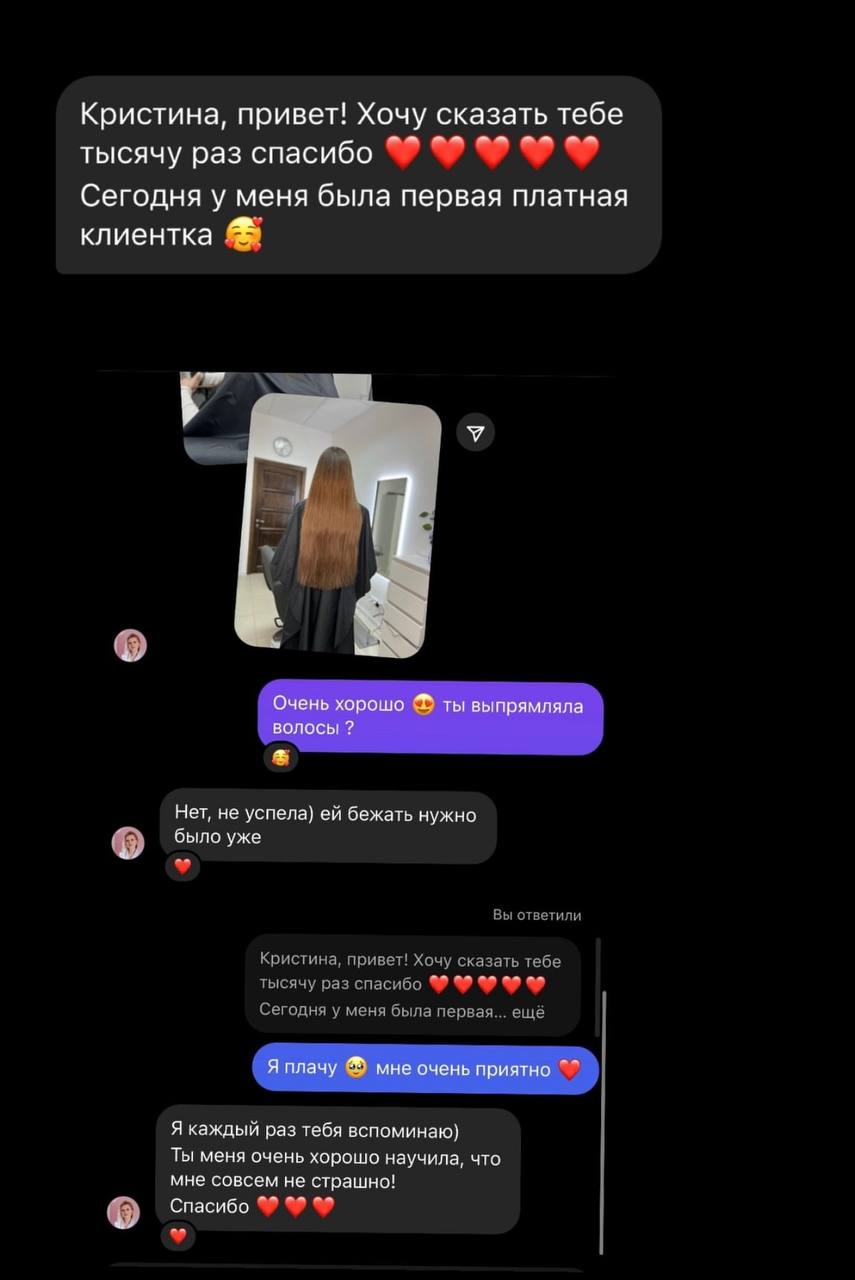 Кристина, привет! Хочу сказать тебе
тысячу раз спасибо ❤️❤️❤️❤️❤️
Сегодня у меня была первая платная
клиентка 🥰
Очень хорошо 😍 ты выпрямляла
волосы ?
Нет, не успела) ей бежать нужно
было уже
Вы ответили
Кристина, привет! Хочу сказать тебе
тысячу раз спасибо ❤️❤️❤️❤️❤️
Сегодня у меня была первая... ещё
Я плачу 🥹 мне очень приятно ❤️
Я каждый раз тебя вспоминаю)
Ты меня очень хорошо научила, что
мне совсем не страшно!
Спасибо ❤️❤️❤️